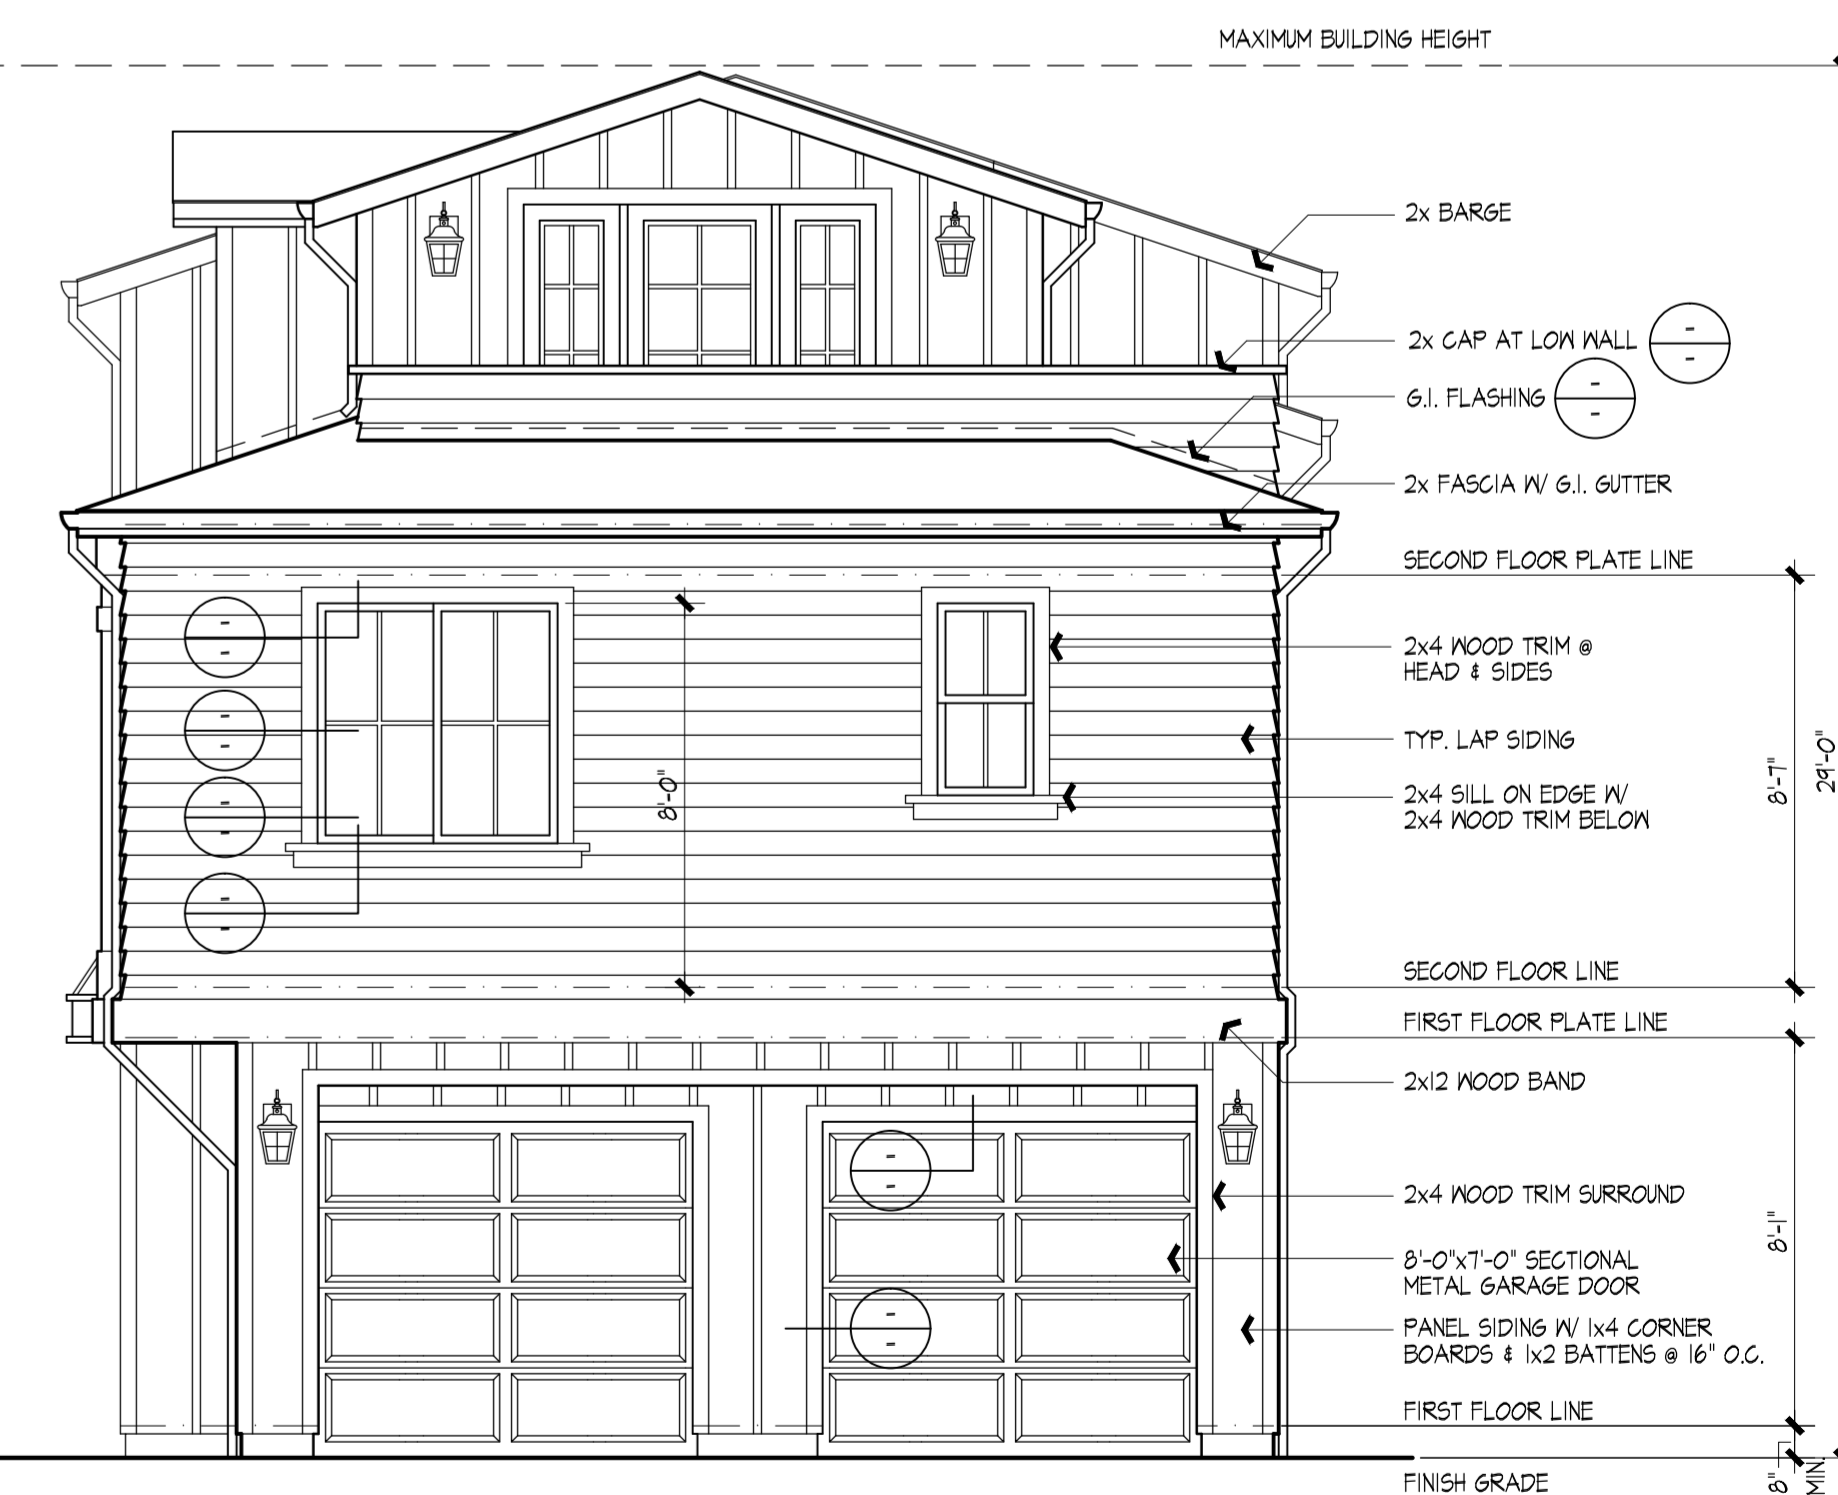 MAXIMUM BUILDING HEIGHT
2x BARGE
2x CAP AT LOW WALL
-
-
G.I. FLASHING
-
-
2x FASCIA W/ G.I. GUTTER
SECOND FLOOR PLATE LINE
-
-
2x4 WOOD TRIM @
HEAD & SIDES
-
-
TYP. LAP SIDING
8'-0"
8'-7"
29'-0"
2x4 SILL ON EDGE W/
2x4 WOOD TRIM BELOW
-
-
-
-
SECOND FLOOR LINE
FIRST FLOOR PLATE LINE
2x12 WOOD BAND
-
-
2x4 WOOD TRIM SURROUND
8'-1"
8'-0"x7'-0" SECTIONAL
METAL GARAGE DOOR
-
-
PANEL SIDING W/ 1x4 CORNER
BOARDS & 1x2 BATTENS @ 16" O.C.
FIRST FLOOR LINE
FINISH GRADE
8"
MIN.